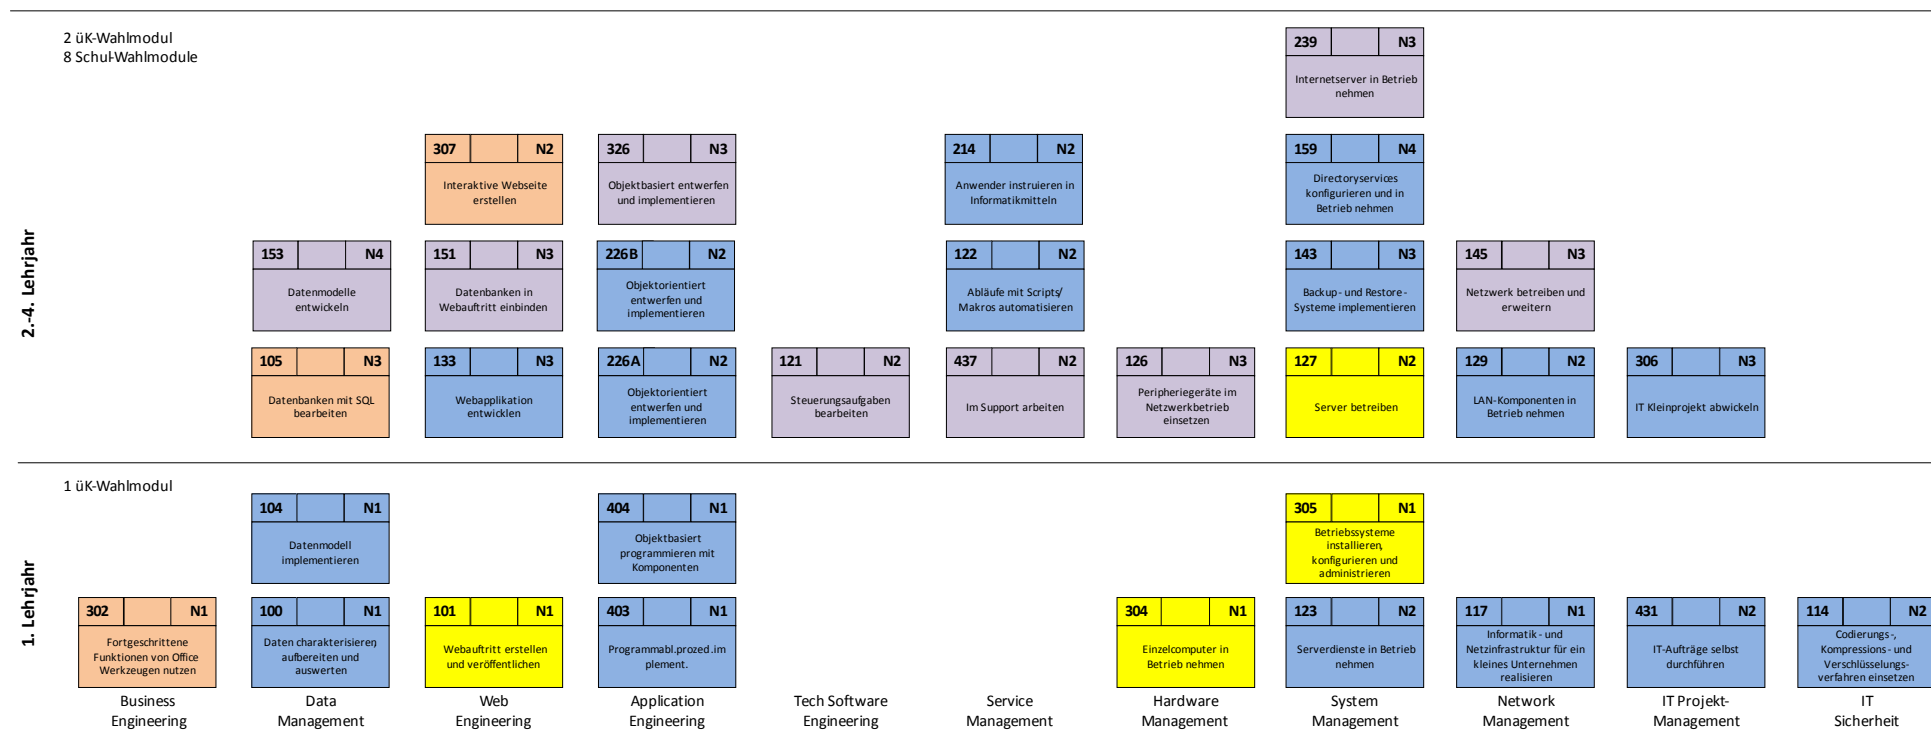 2 üK-Wahlmodul
8 Schul-Wahlmodule
239 N3
Internetserver in Betrieb
nehmen
307 N2
Interaktive Webseite
erstellen
326 N3
Objektbasiert entwerfen
und implementieren
214 N2
Anwender instruieren in
Informatikmitteln
159 N4
Directoryservices
konfigurieren und in
Betrieb nehmen
2.-4. Lehrjahr
153 N4
Datenmodelle
entwickeln
151 N3
Datenbanken in
Webauftritt einbinden
226B N2
Objektorientiert
entwerfen und
implementieren
122 N2
Abläufe mit Scripts/
Makros automatisieren
143 N3
Backup- und Restore-
Systeme implementieren
145 N3
Netzwerk betreiben und
erweitern
105 N3
Datenbanken mit SQL
bearbeiten
133 N3
Webapplikation
entwicklen
226A N2
Objektorientiert
entwerfen und
implementieren
121 N2
Steuerungsaufgaben
bearbeiten
437 N2
Im Support arbeiten
126 N3
Peripheriegeräte im
Netzwerkbetrieb
einsetzen
127 N2
Server betreiben
129 N2
LAN-Komponenten in
Betrieb nehmen
306 N3
IT Kleinprojekt abwickeln
1 üK-Wahlmodul
1. Lehrjahr
104 N1
Datenmodell
implementieren
404 N1
Objektbasiert
programmieren mit
Komponenten
305 N1
Betriebssysteme
installieren,
konfigurieren und
administrieren
302 N1
Fortgeschrittene
Funktionen von Office
Werkzeugen nutzen
100 N1
Daten charakterisieren,
aufbereiten und
auswerten
101 N1
Webauftritt erstellen
und veröffentlichen
403 N1
Programmabl.prozed.im
plement.
304 N1
Einzelcomputer in
Betrieb nehmen
123 N2
Serverdienste in Betrieb
nehmen
117 N1
Informatik- und
Netzinfrastruktur für ein
kleines Unternehmen
realisieren
431 N2
IT-Aufträge selbst
durchführen
114 N2
Codierungs-,
Kompressions- und
Verschlüsselungs-
verfahren einsetzen
Business
Engineering
Data
Management
Web
Engineering
Application
Engineering
Tech Software
Engineering
Service
Management
Hardware
Management
System
Management
Network
Management
IT Projekt-
Management
IT
Sicherheit